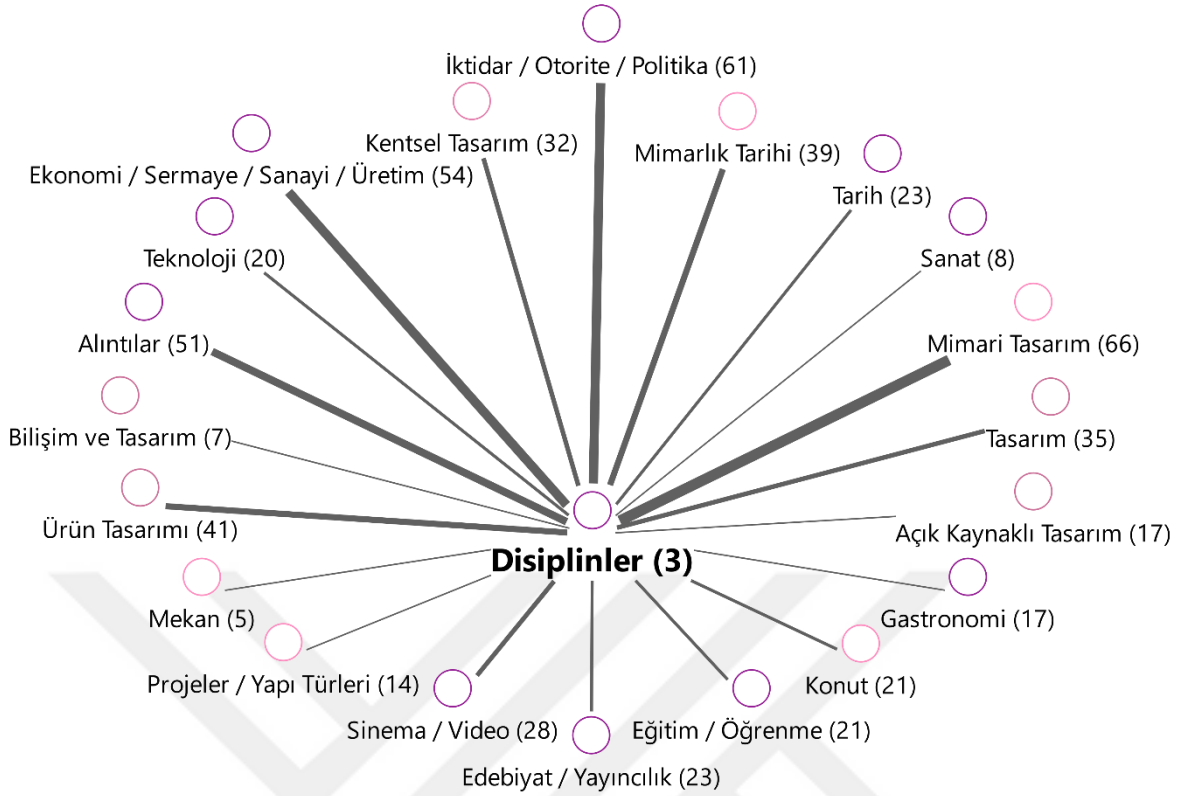 İktidar / Otorite / Politika (61)
Kentsel Tasarım (32)
Mimarlık Tarihi (39)
Ekonomi / Sermaye / Sanayi / Üretim (54)
Tarih (23)
Teknoloji (20)
Sanat (8)
Alıntılar (51)
Mimari Tasarım (66)
Bilişim ve Tasarım (7)
Tasarım (35)
Ürün Tasarımı (41)
Açık Kaynaklı Tasarım (17)
Disiplinler (3)
Mekan (5)
Gastronomi (17)
Projeler / Yapı Türleri (14)
Konut (21)
Sinema / Video (28)
Eğitim / Öğrenme (21)
Edebiyat / Yayıncılık (23)